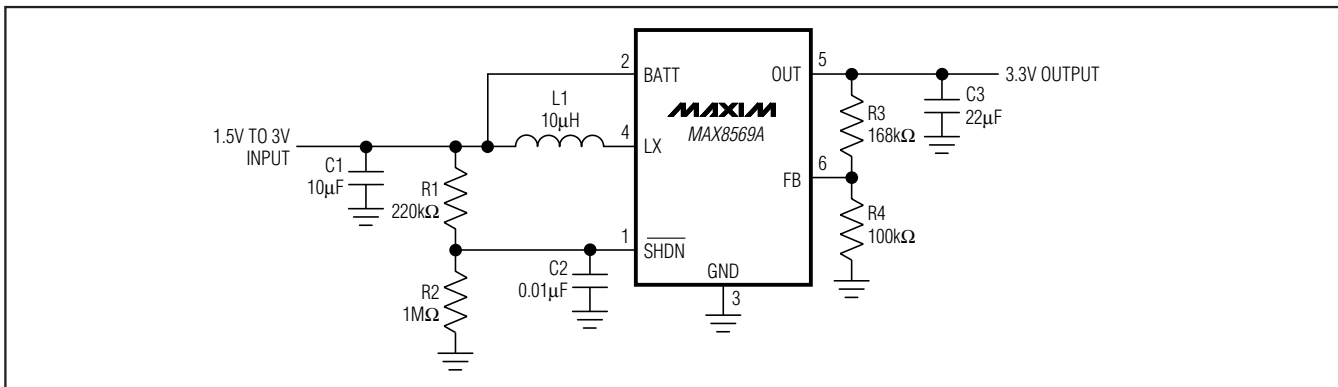 2
BATT
OUT
5
3.3V OUTPUT
MAXIM
MAX8569A
L1
10µH
4
LX
R3
168kΩ
C3
22µF
1.5V TO 3V
INPUT
C1
10µF
R1
220kΩ
6
FB
R4
100kΩ
1
SHDN
C2
0.01µF
R2
1MΩ
GND
3